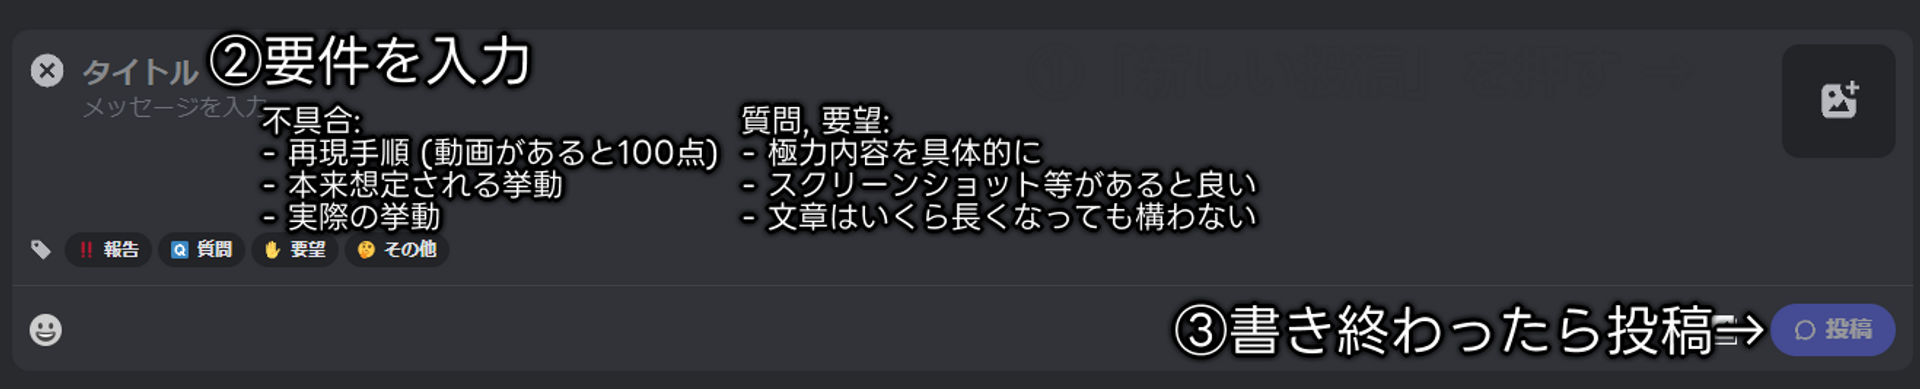 タイトル
②要件を入力
メッセージを入力
不具合:
- 再現手順 (動画があると100点)
- 本来想定される挙動
- 実際の挙動
質問, 要望:
- 極力内容を具体的に
- スクリーンショット等があると良い
- 文章はいくら長くなっても構わない
‼ 報告
Q 質問
要望
その他
③書き終わったら投稿→
投稿